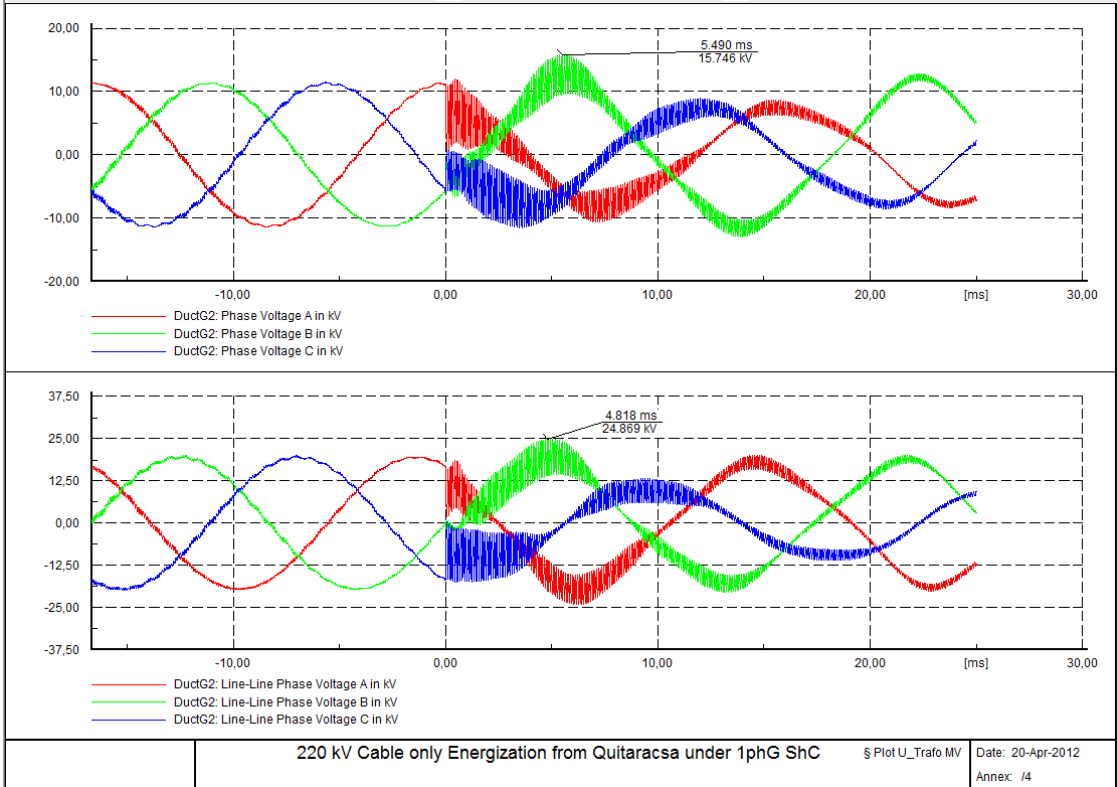 20,00
5.490 ms
15.746 kV
10,00
0,00
-10,00
-20,00
-10,00 0,00 10,00 20,00 [ms] 30,00
DuctG2: Phase Voltage A in kV
DuctG2: Phase Voltage B in kV
DuctG2: Phase Voltage C in kV
37,50
25,00
4.818 ms
24.869 kV
12,50
0,00
-12,50
-25,00
-37,50
-10,00 0,00 10,00 20,00 [ms] 30,00
DuctG2: Line-Line Phase Voltage A in kV
DuctG2: Line-Line Phase Voltage B in kV
DuctG2: Line-Line Phase Voltage C in kV
220 kV Cable only Energization from Quitaracsa under 1phG ShC
§ Plot U_Trafo MV
Date: 20-Apr-2012
Annex: /4